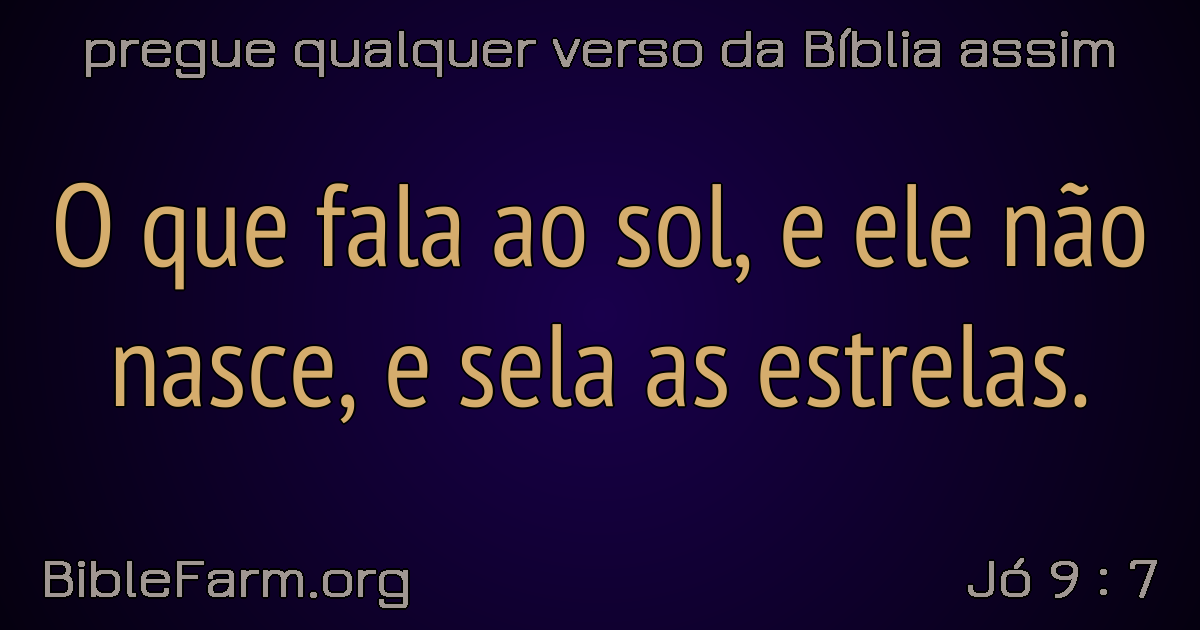 pregue qualquer verso da Bíblia assim
O que fala ao sol, e ele não
nasce, e sela as estrelas.
BibleFarm.org
Jó 9 : 7